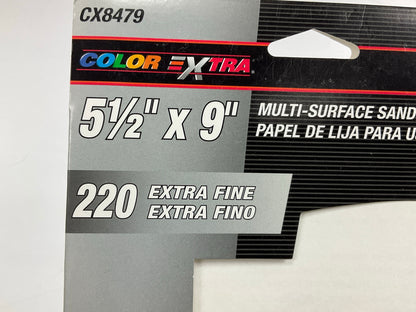 CX8479
COLOR EXTRA
5½" X 9"
MULTI-SURFACE SAND
PAPEL DE LIJA PARA U
220 EXTRA FINE
EXTRA FINO